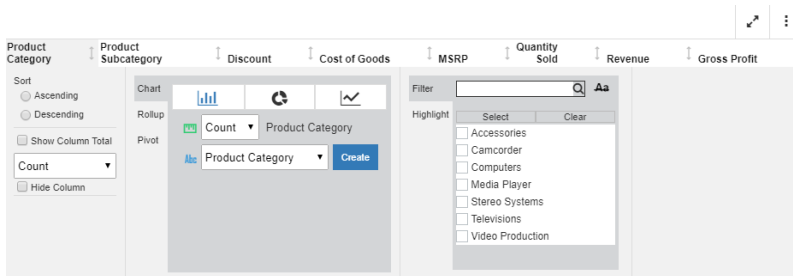 Product Category
Product Subcategory
Discount
Cost of Goods
MSRP
Quantity Sold
Revenue
Gross Profit
Sort
Ascending
Descending
Show Column Total
Count
Hide Column
Chart
Rollup
Pivot
Count
Product Category
Abc
Product Category
Create
Filter
Aa
Highlight
Select
Clear
Accessories
Camcorder
Computers
Media Player
Stereo Systems
Televisions
Video Production